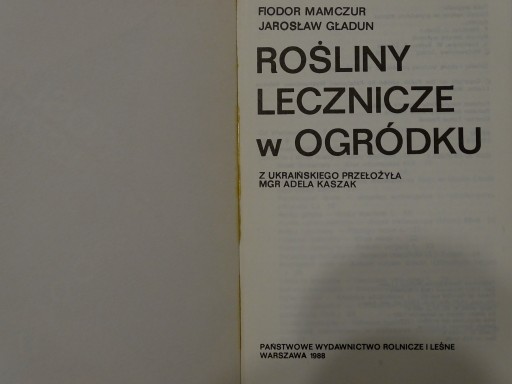 FIODOR MAMCZUR
JAROSŁAW GŁADUN
ROŚLINY
LECZNICZE
w OGRÓDKU
Z UKRAIŃSKIEGO PRZEŁOŻYŁA
MGR ADELA KASZAK
PAŃSTWOWE WYDAWNICTWO ROLNICZE I LEŚNE
WARSZAWA 1988